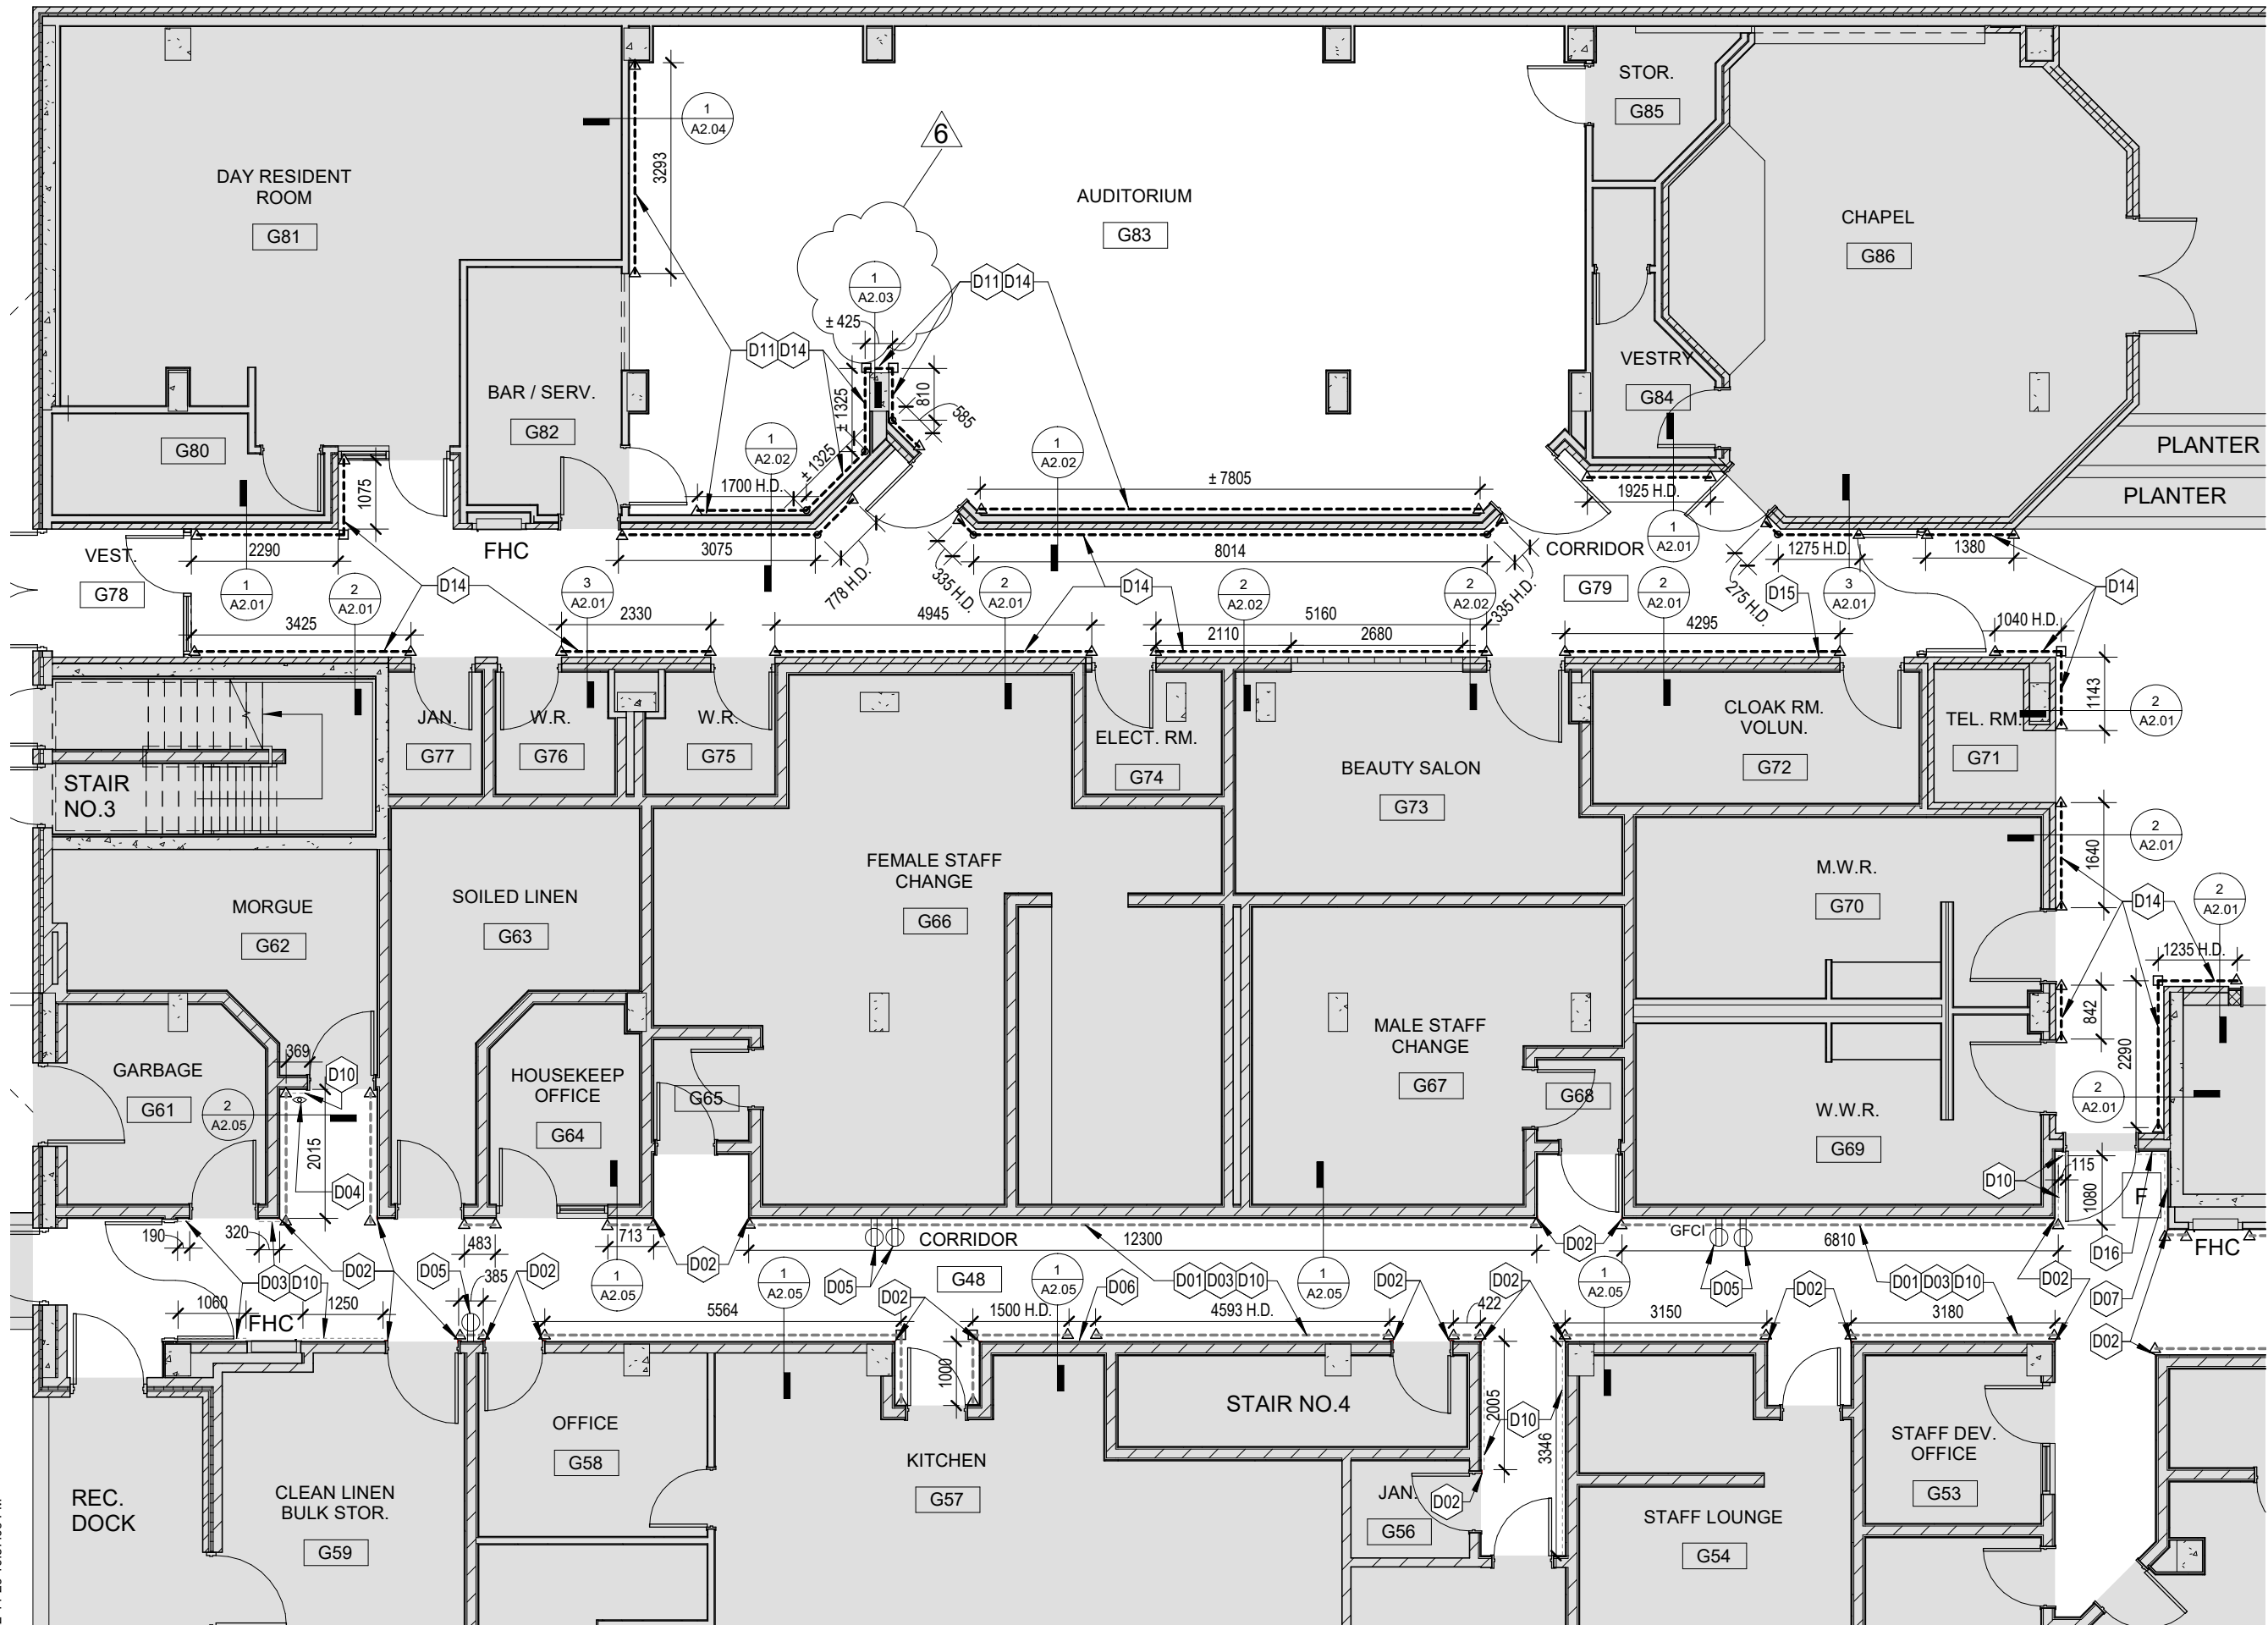 STOR.
G85
1
A2.04
6
3293
DAY RESIDENT
ROOM
G81
AUDITORIUM
G83
CHAPEL
G86
1
A2.03
D11 D14
± 425
D11 D14
BAR / SERV.
G82
VESTRY
G84
± 1325
810
585
G80
1
A2.02
1
A2.02
± 1325
PLANTER
1075
1700 H.D.
± 7805
1925 H.D.
PLANTER
VEST.
G78
2290
FHC
3075
778 H.D.
335 H.D.
8014
335 H.D.
CORRIDOR
G79
1
A2.01
1275 H.D.
275 H.D.
1380
1
A2.01
2
A2.01
D14
3
A2.01
2
A2.01
D14
2
A2.02
2
A2.02
2
A2.01
D15
3
A2.01
D14
3425
2330
4945
5160
2110
2680
4295
1040 H.D.
1143
2
A2.01
JAN.
G77
W.R.
G76
W.R.
G75
ELECT. RM.
G74
CLOAK RM.
VOLUN.
G72
TEL. RM.
G71
STAIR
NO.3
BEAUTY SALON
G73
2
A2.01
1640
FEMALE STAFF
CHANGE
G66
M.W.R.
G70
MORGUE
G62
SOILED LINEN
G63
D14
2
A2.01
1235 H.D.
842
2290
GARBAGE
G61
369
D10
HOUSEKEEP
OFFICE
G64
G65
MALE STAFF
CHANGE
G67
G68
W.W.R.
G69
2
A2.01
2
A2.05
2015
D04
D10
115
1080
F
190
320
483
713
D02
CORRIDOR
12300
D02
GFCI
6810
D16
FHC
D03 D10
D02
D05
385
D02
1
A2.05
1
A2.05
D05
G48
D02
D06
D01 D03 D10
1
A2.05
1
A2.05
D02
D02
1
A2.05
D05
D02
D01 D03 D10
D02
D07
D02
1060
FHC
1250
5564
1500 H.D.
4593 H.D.
422
3150
3180
1000
2005
D10
3346
OFFICE
G58
STAIR NO.4
STAFF DEV.
OFFICE
G53
KITCHEN
G57
CLEAN LINEN
BULK STOR.
G59
REC.
DOCK
JAN.
G56
D02
STAFF LOUNGE
G54